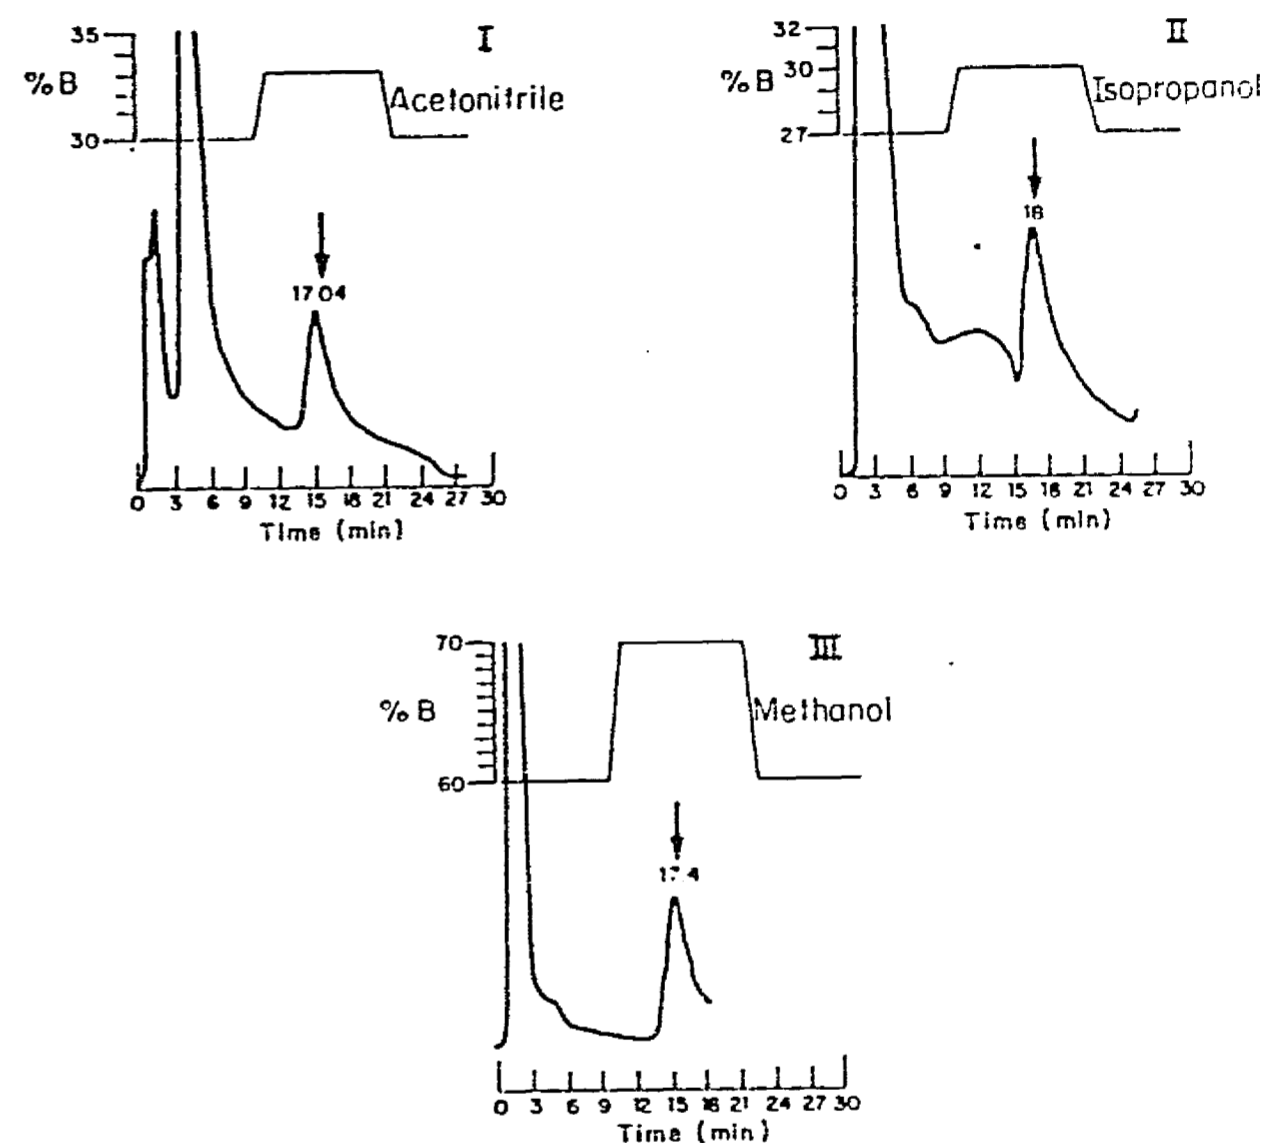 I
35
% B
30
Acetonitrile
17 04
0 3 6 9 12 15 18 21 24 27 30
Time (min)
II
32
% B 30
27
Isopropanol
18
0 3 6 9 12 15 18 21 24 27 30
Time (min)
III
70
% B
60
Methanol
0 3 6 9 12 15 18 21 24 27 30
Time (min)